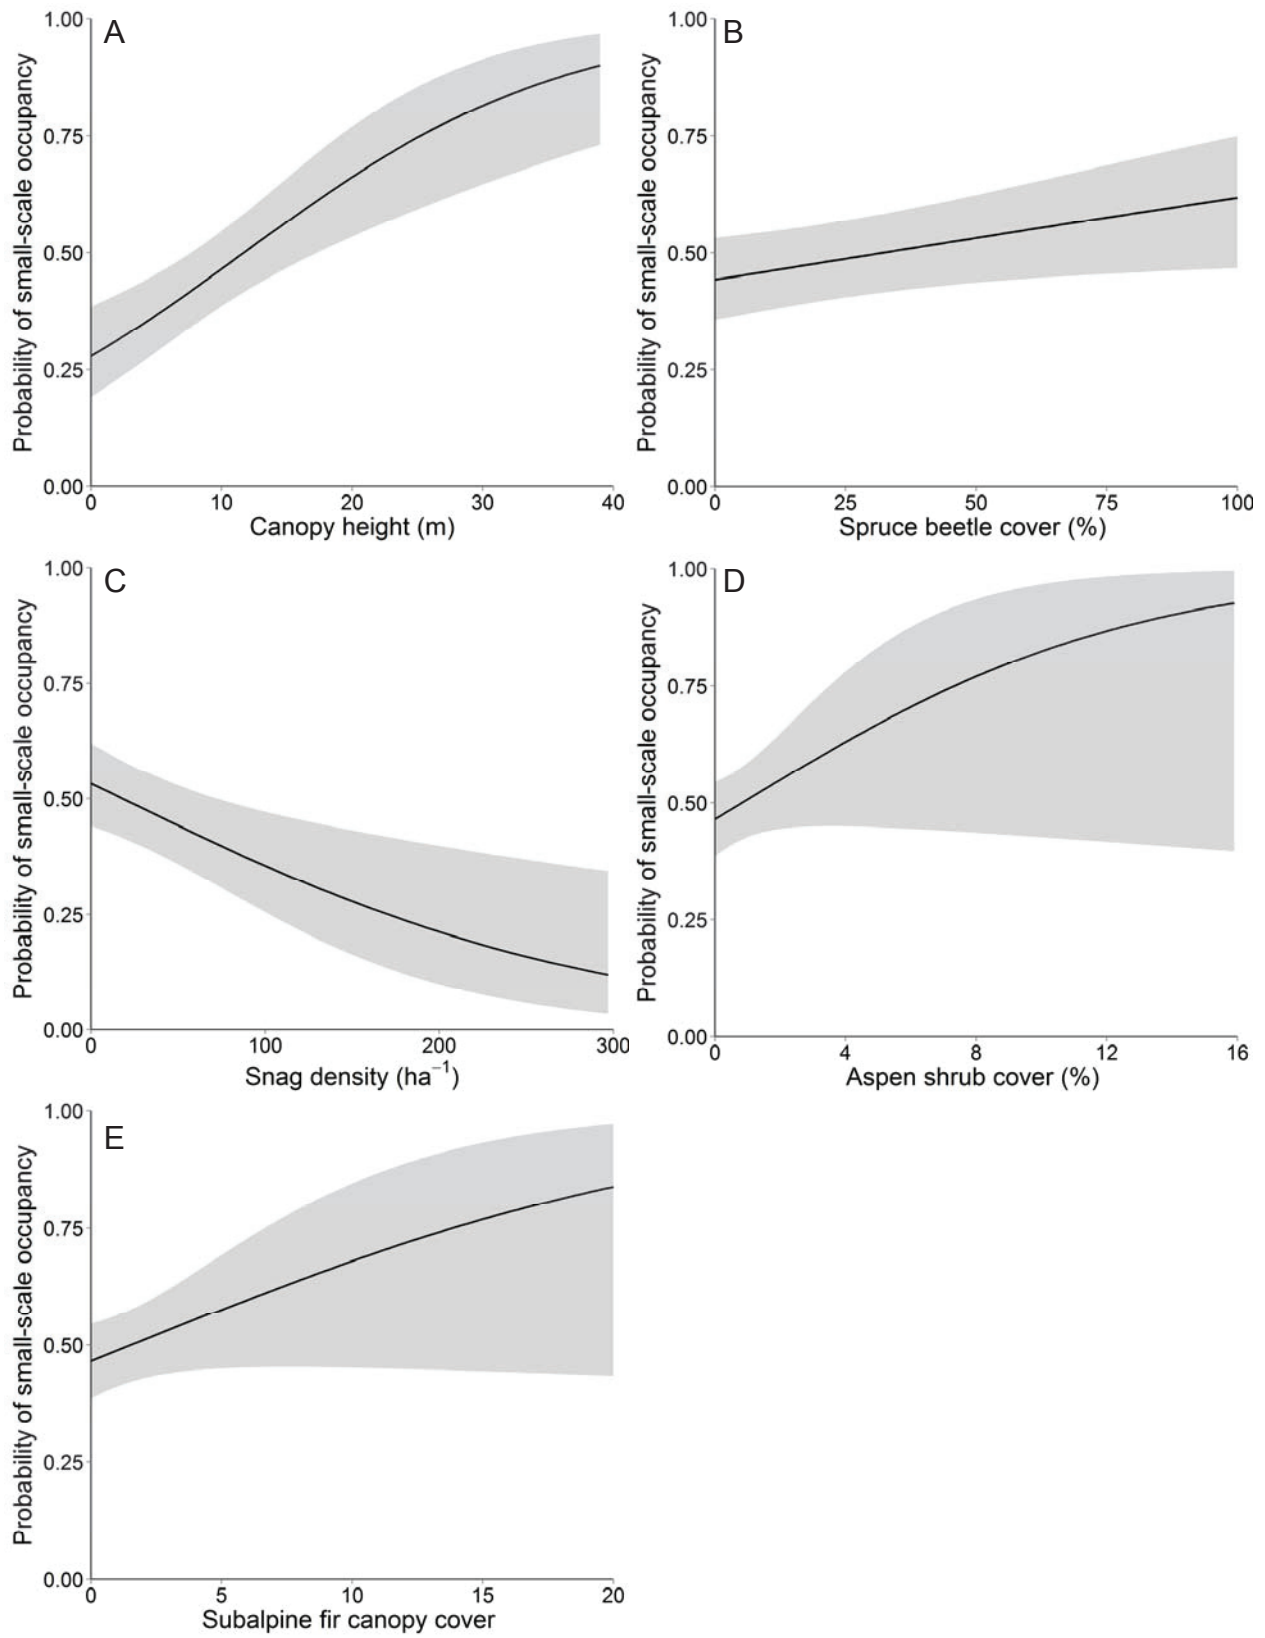 A
Probability of small-scale occupancy
1.00
0.75
0.50
0.25
0.00
0 10 20 30 40
Canopy height (m)
B
Probability of small-scale occupancy
1.00
0.75
0.50
0.25
0.00
0 25 50 75 100
Spruce beetle cover (%)
C
Probability of small-scale occupancy
1.00
0.75
0.50
0.25
0.00
0 100 200 300
Snag density (ha⁻¹)
D
Probability of small-scale occupancy
1.00
0.75
0.50
0.25
0.00
0 4 8 12 16
Aspen shrub cover (%)
E
Probability of small-scale occupancy
1.00
0.75
0.50
0.25
0.00
0 5 10 15 20
Subalpine fir canopy cover